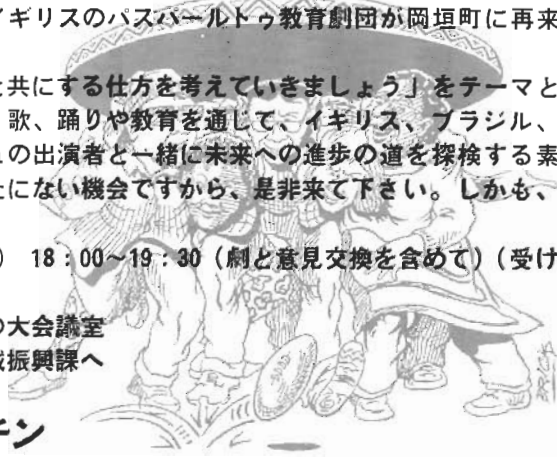 イギリスのパスパールトゥ教育劇団が岡垣町に再来
共にする仕方を考えていきましょう」をテーマと
歌、踊りや教育を通じて、イギリス、ブラジル、
の出演者と一緒に未来への進歩の道を探検する素
にない機会ですから、是非来て下さい。しかも、
） 18：00～19：30（劇と意見交換を含めて）（受け
の大会議室
振興課へ
チン